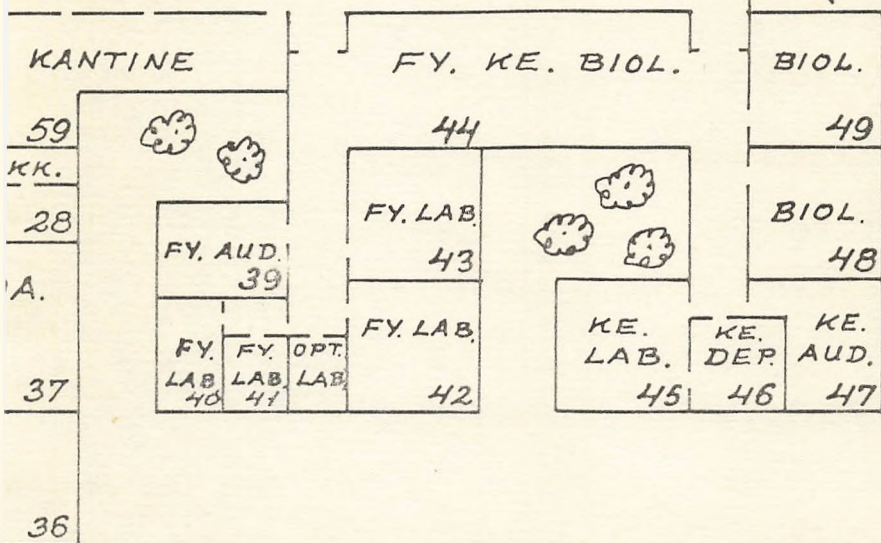 KANTINE
59
FY. KE. BIOL.
44
BIOL.
49
KK.
28
FY. AUD.
39
FY. LAB.
43
BIOL.
48
A.
37
FY.
LAB
40
FY.
LAB.
41
OPT.
LAB.
FY. LAB.
42
KE.
LAB.
45
KE.
DEP.
46
KE.
AUD.
47
36